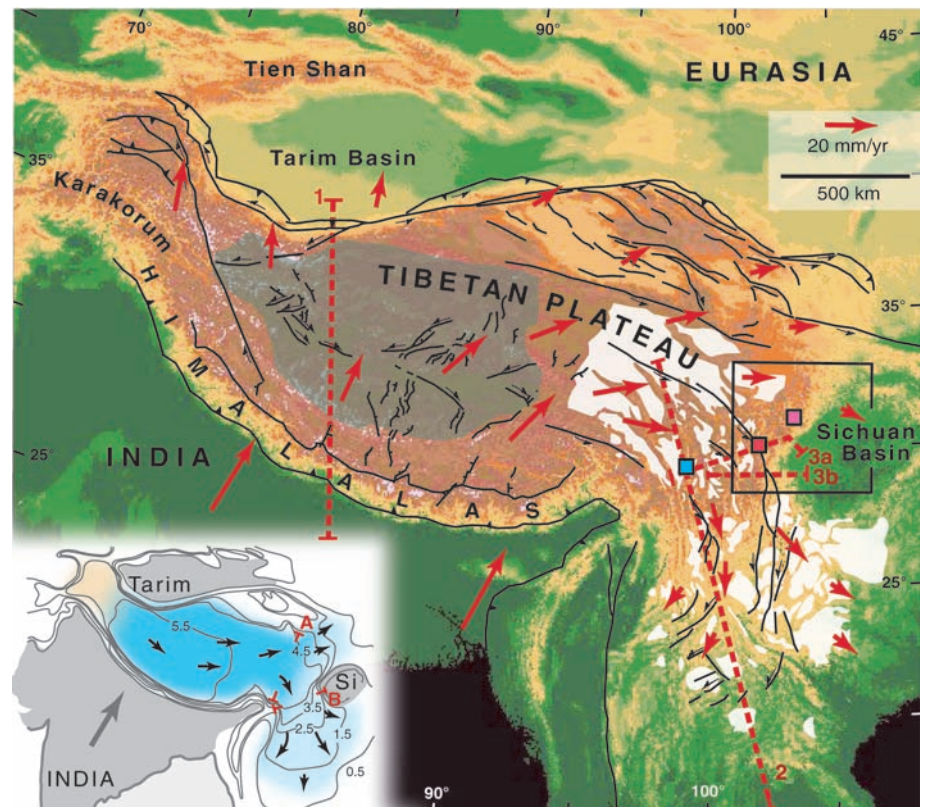 70°
80°
90°
100°
45°
Tien Shan
EURASIA
20 mm/yr
500 km
35°
Tarim Basin
1
Karakorum
TIBETAN PLATEAU
35°
HIMALALAS
INDIA
25°
Sichuan
Basin
3a
3b
25°
2
90°
100°
Tarim
5.5
A
4.5
Si
B
3.5
2.5
1.5
0.5
INDIA